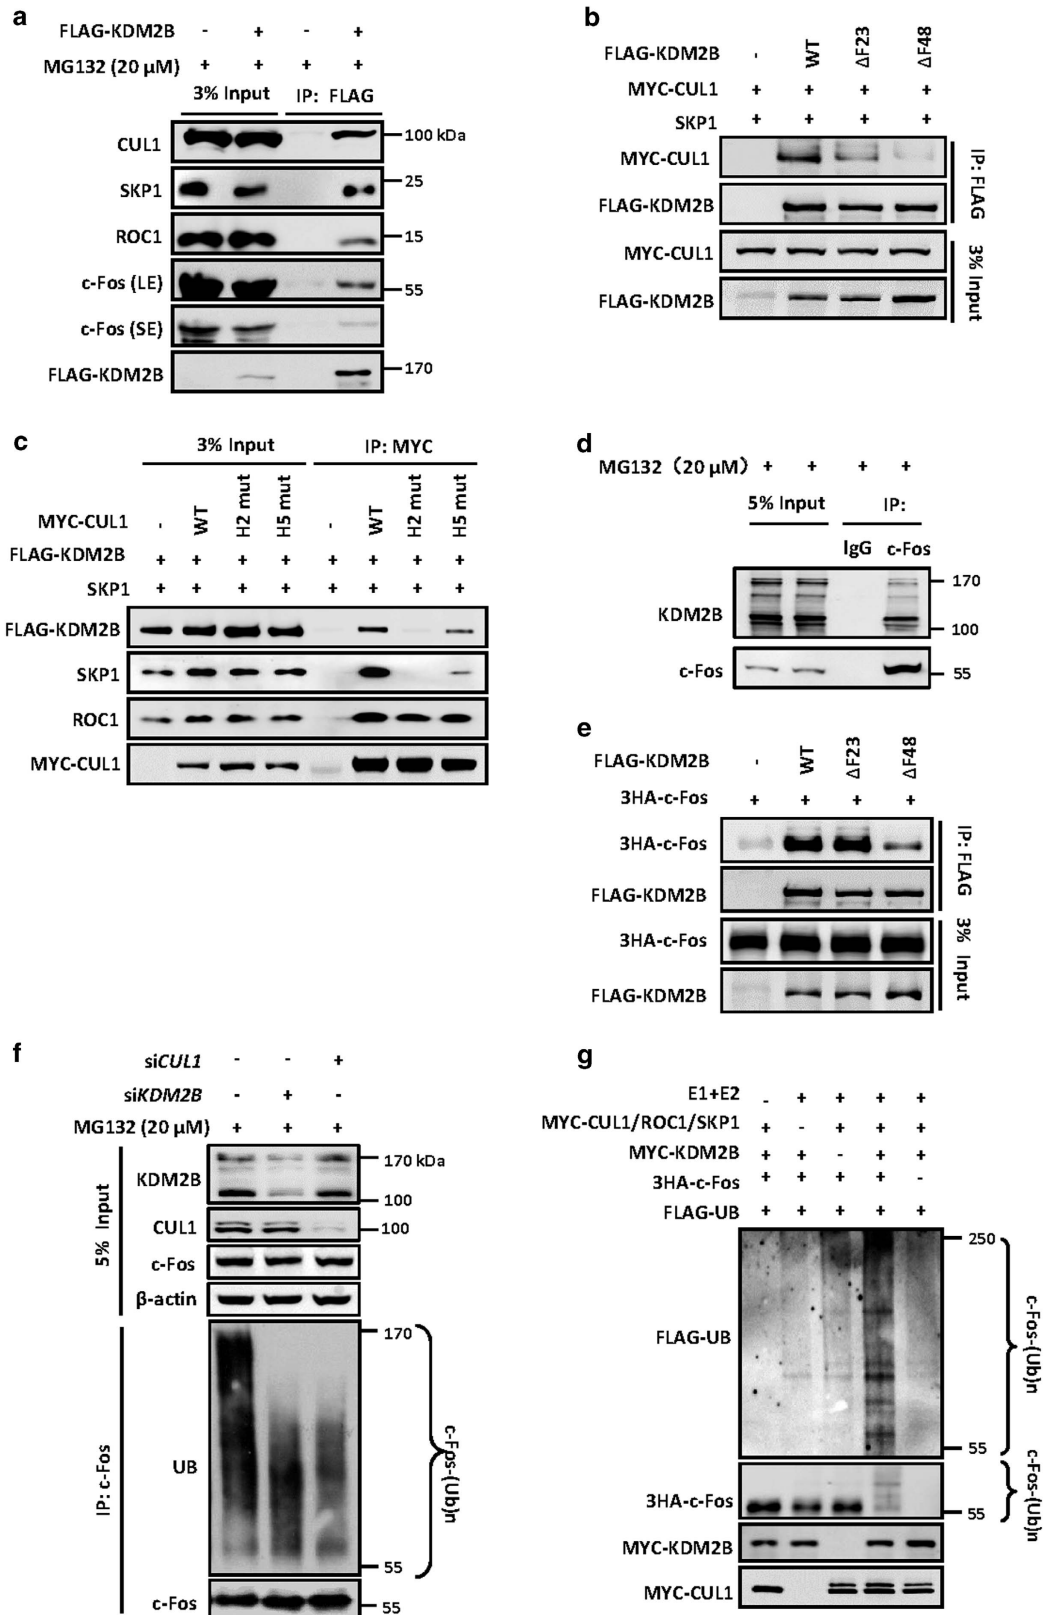 a
FLAG-KDM2B - + - +
MG132 (20 μM) + + + +
3% Input IP: FLAG
CUL1 100 kDa
SKP1 25
ROC1 15
c-Fos (LE) 55
c-Fos (SE)
FLAG-KDM2B 170
b
FLAG-KDM2B - WT ΔF23 ΔF48
MYC-CUL1 + + + +
SKP1 + + + +
MYC-CUL1
FLAG-KDM2B
IP: FLAG
MYC-CUL1
FLAG-KDM2B
3% Input
c
3% Input IP: MYC
MYC-CUL1 - WT H2 mut H5 mut - WT H2 mut H5 mut
FLAG-KDM2B + + + + + + + +
SKP1 + + + + + + + +
FLAG-KDM2B
SKP1
ROC1
MYC-CUL1
d
MG132 (20 μM) + + + +
5% Input IP:
IgG c-Fos
KDM2B 170
100
c-Fos 55
e
FLAG-KDM2B - WT ΔF23 ΔF48
3HA-c-Fos + + + +
3HA-c-Fos
FLAG-KDM2B
IP: FLAG
3HA-c-Fos
FLAG-KDM2B
3% Input
f
siCUL1 - - +
siKDM2B - + -
MG132 (20 μM) + + +
KDM2B 170 kDa
100
CUL1 100
c-Fos
β-actin
5% Input
170
UB
55
c-Fos-(Ub)n
c-Fos 55
IP: c-Fos
g
E1+E2 - + + + +
MYC-CUL1/ROC1/SKP1 + - + + +
MYC-KDM2B + + - + +
3HA-c-Fos + + + + -
FLAG-UB + + + + +
250
FLAG-UB
55
c-Fos-(Ub)n
3HA-c-Fos 55
c-Fos-(Ub)n
MYC-KDM2B
MYC-CUL1